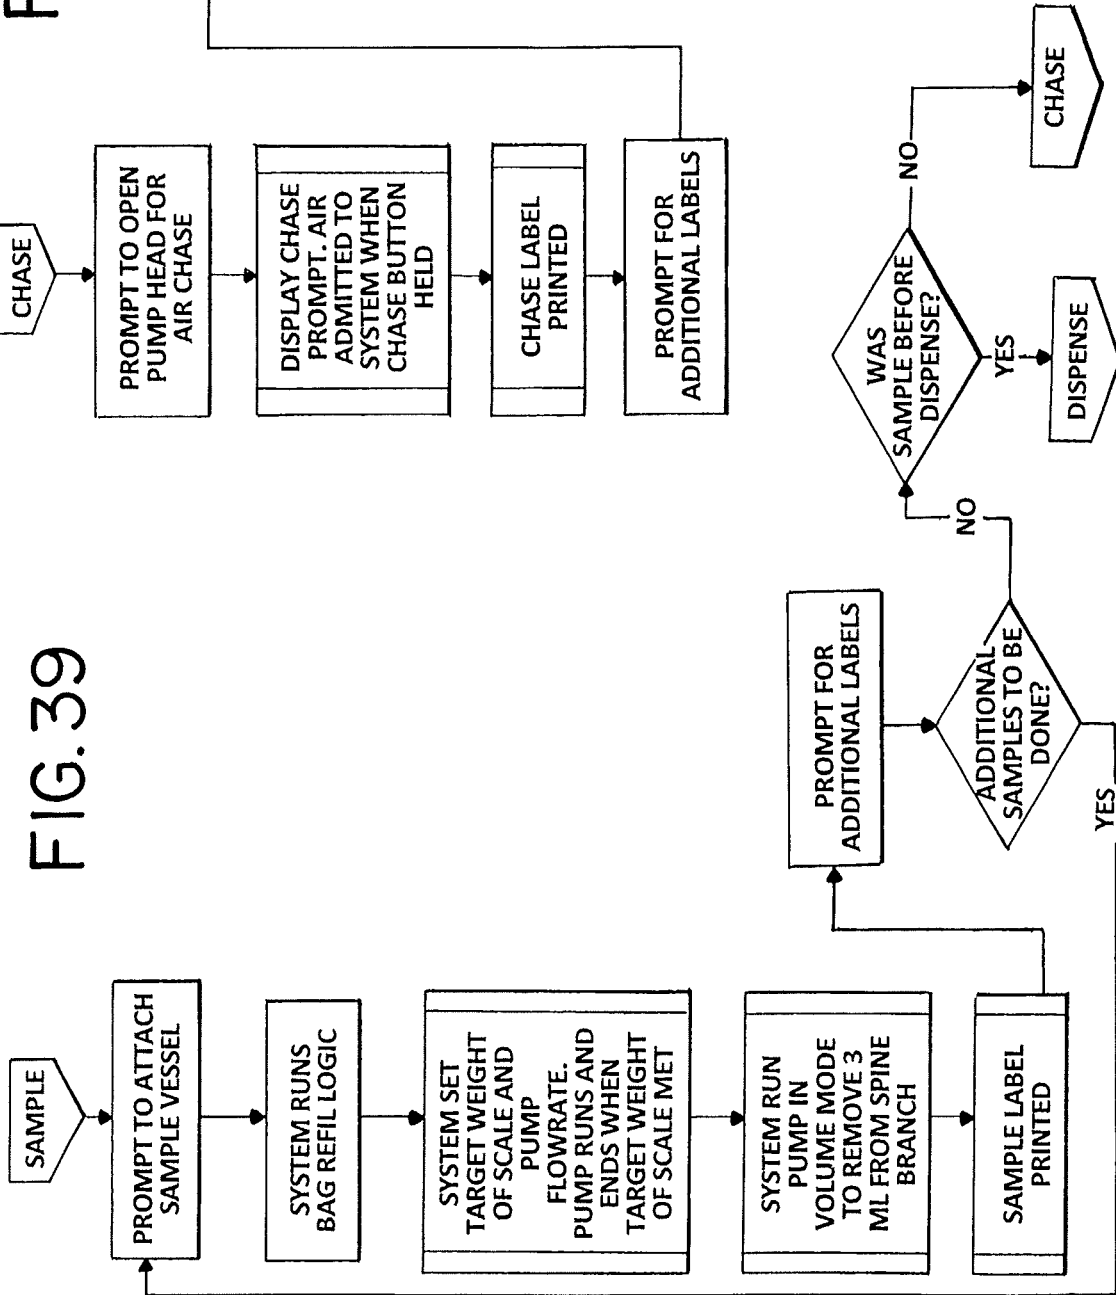 FIG.39
SAMPLE
PROMPT TO ATTACH
SAMPLE VESSEL
SYSTEM RUNS
BAG REFIL LOGIC
SYSTEM SET
TARGET WEIGHT
OF SCALE AND
PUMP
FLOWRATE.
PUMP RUNS AND
ENDS WHEN
TARGET WEIGHT
OF SCALE MET
SYSTEM RUN
PUMP IN
VOLUME MODE
TO REMOVE 3
ML FROM SPINE
BRANCH
SAMPLE LABEL
PRINTED
PROMPT FOR
ADDITIONAL LABELS
ADDITIONAL
SAMPLES TO BE
DONE?
YES
NO
WAS
SAMPLE BEFORE
DISPENSE?
YES
DISPENSE
NO
CHASE
F
CHASE
PROMPT TO OPEN
PUMP HEAD FOR
AIR CHASE
DISPLAY CHASE
PROMPT. AIR
ADMITTED TO
SYSTEM WHEN
CHASE BUTTON
HELD
CHASE LABEL
PRINTED
PROMPT FOR
ADDITIONAL LABELS